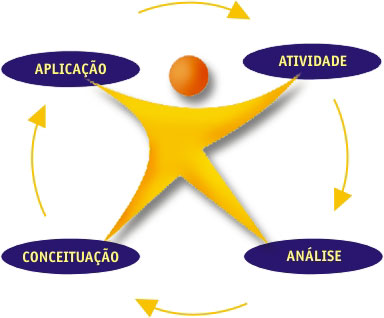 APLICAÇÃO
ATIVIDADE
CONCEITUAÇÃO
ANÁLISE